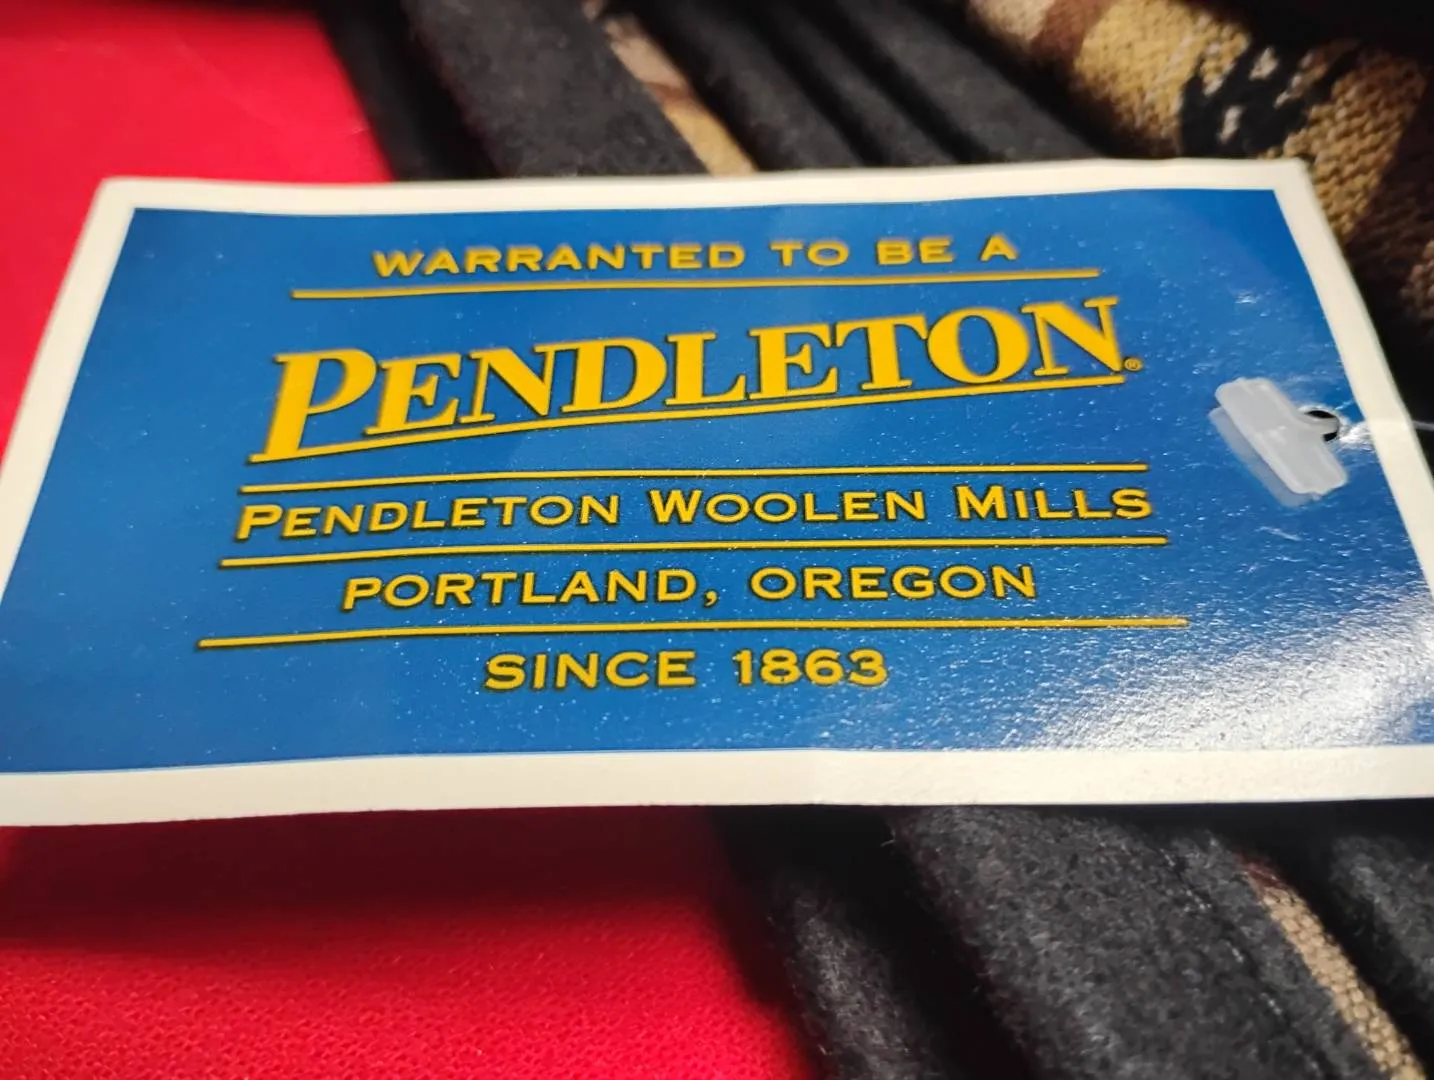 WARRANTED TO BE A
PENDLETON®
PENDLETON WOOLEN MILLS
PORTLAND, OREGON
SINCE 1863